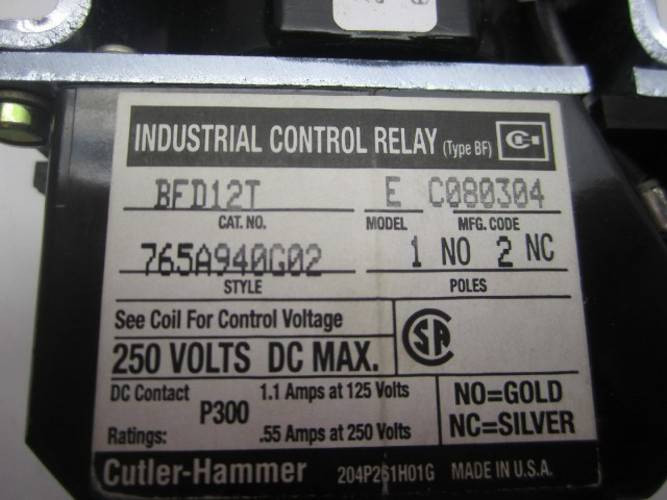 INDUSTRIAL CONTROL RELAY (Type BF) C-H
BFD12T E C080304
CAT. NO. MODEL MFG. CODE
765A940G02 1 NO 2 NC
STYLE POLES
See Coil For Control Voltage
250 VOLTS DC MAX. SA
DC Contact 1.1 Amps at 125 Volts NO=GOLD
P300
Ratings: .55 Amps at 250 Volts NC=SILVER
Cutler-Hammer 204P261H01G MADE IN U.S.A.